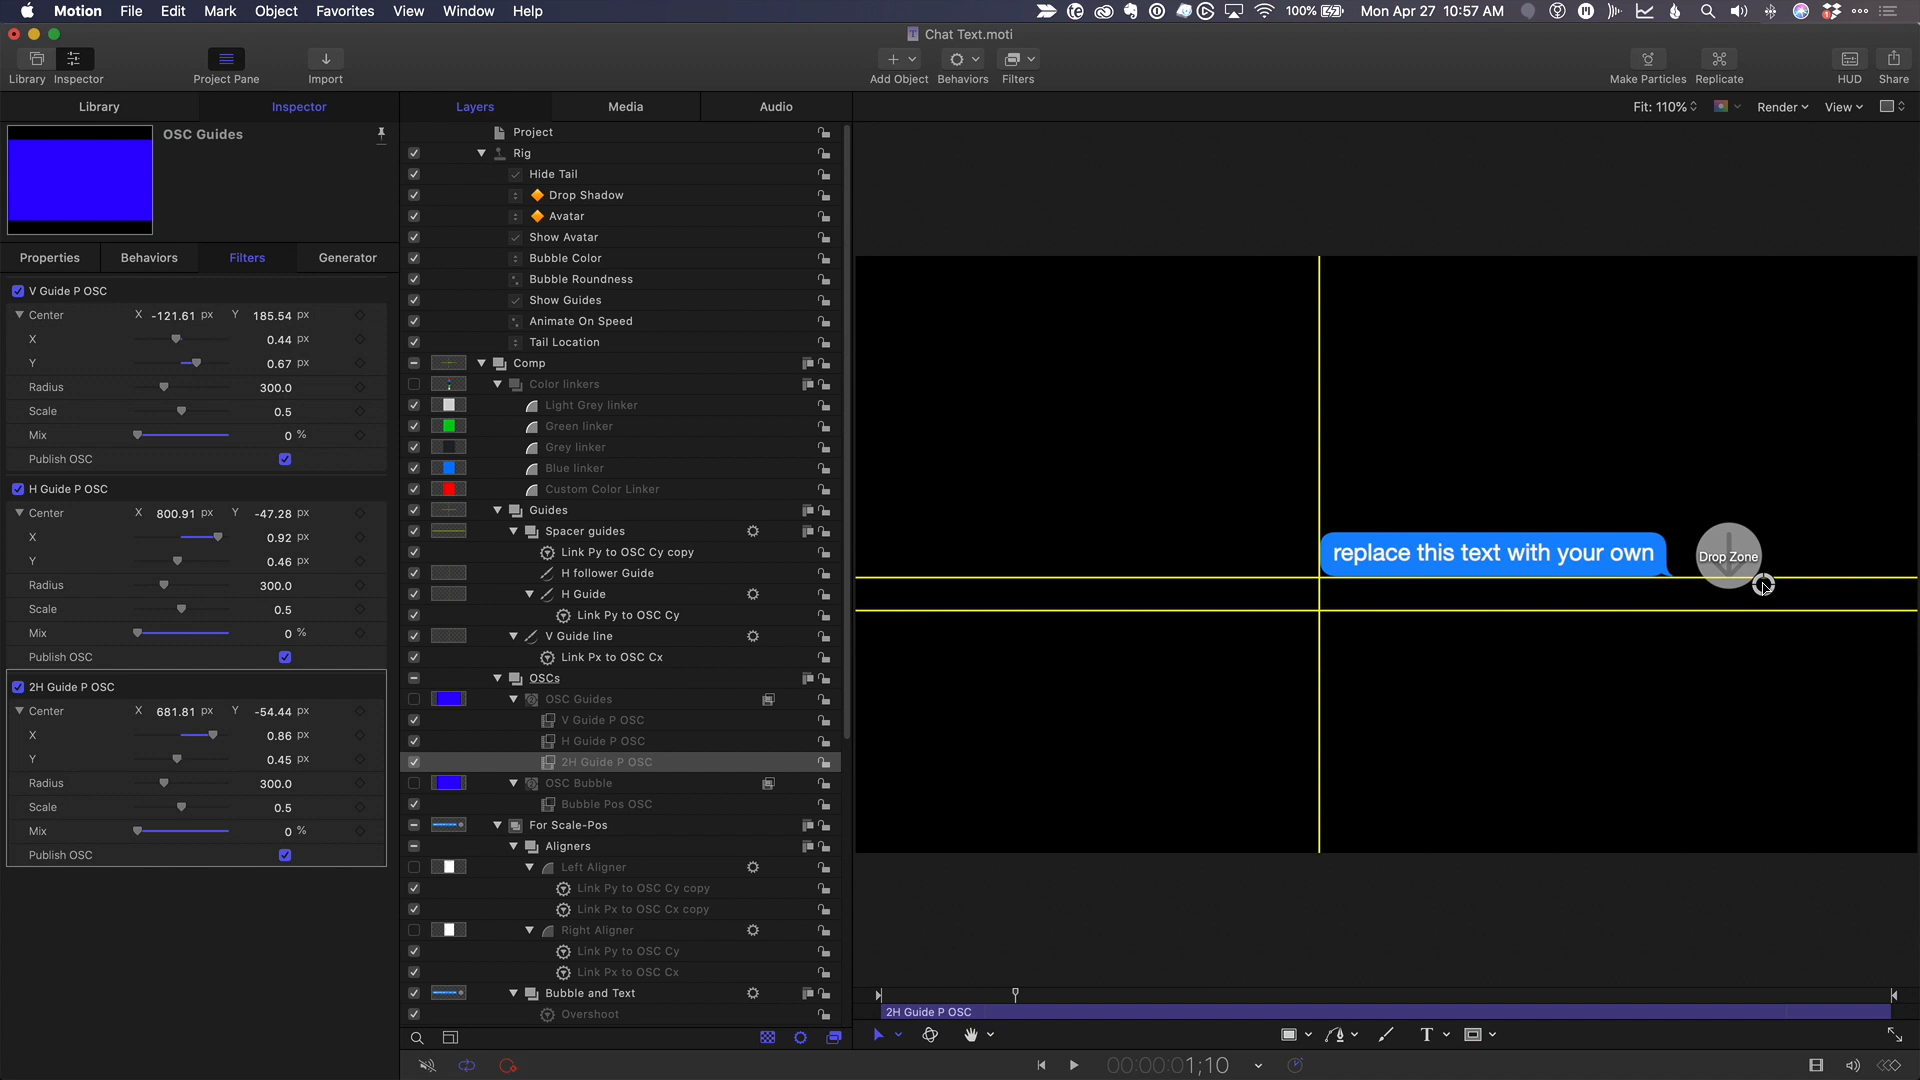 Motion File Edit Mark Object Favorites View Window Help 100% Mon Apr 27 10:57 AM
Chat Text.moti
Library Inspector Project Pane Import Add Object Behaviors Filters Make Particles Replicate HUD Share
Library Inspector Layers Media Audio Fit: 110% Render View
OSC Guides
Properties Behaviors Filters Generator
V Guide P OSC
Center X -121.61 px Y 185.54 px
X 0.44 px
Y 0.67 px
Radius 300.0
Scale 0.5
Mix 0 %
Publish OSC
H Guide P OSC
Center X 800.91 px Y -47.28 px
X 0.92 px
Y 0.46 px
Radius 300.0
Scale 0.5
Mix 0 %
Publish OSC
2H Guide P OSC
Center X 681.81 px Y -54.44 px
X 0.86 px
Y 0.45 px
Radius 300.0
Scale 0.5
Mix 0 %
Publish OSC
Project
Rig
Hide Tail
Drop Shadow
Avatar
Show Avatar
Bubble Color
Bubble Roundness
Show Guides
Animate On Speed
Tail Location
Comp
Color linkers
Light Grey linker
Green linker
Grey linker
Blue linker
Custom Color Linker
Guides
Spacer guides
Link Py to OSC Cy copy
H follower Guide
H Guide
Link Py to OSC Cy
V Guide line
Link Px to OSC Cx
OSCs
OSC Guides
V Guide P OSC
H Guide P OSC
2H Guide P OSC
OSC Bubble
Bubble Pos OSC
For Scale-Pos
Aligners
Left Aligner
Link Py to OSC Cy copy
Link Px to OSC Cx copy
Right Aligner
Link Py to OSC Cy
Link Px to OSC Cx
Bubble and Text
Overshoot
replace this text with your own
Drop Zone
2H Guide P OSC
T
00:00:01;10